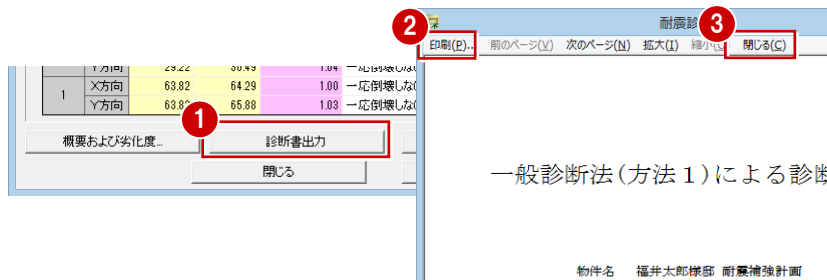 1
Y方向 29.22 30.49 1.04 一応倒壊しない
X方向 63.82 64.29 1.00 一応倒壊しな
Y方向 65.88 1.03 一応倒壊しな
1
概要および劣化度... 診断書出力
閉じる
2
3
耐震診
印刷(P)... 前のページ(V) 次のページ(N) 拡大(I) 閉じる(C)
一般診断法(方法1)による診断
物件名 福井太郎様邸 耐震補強計画